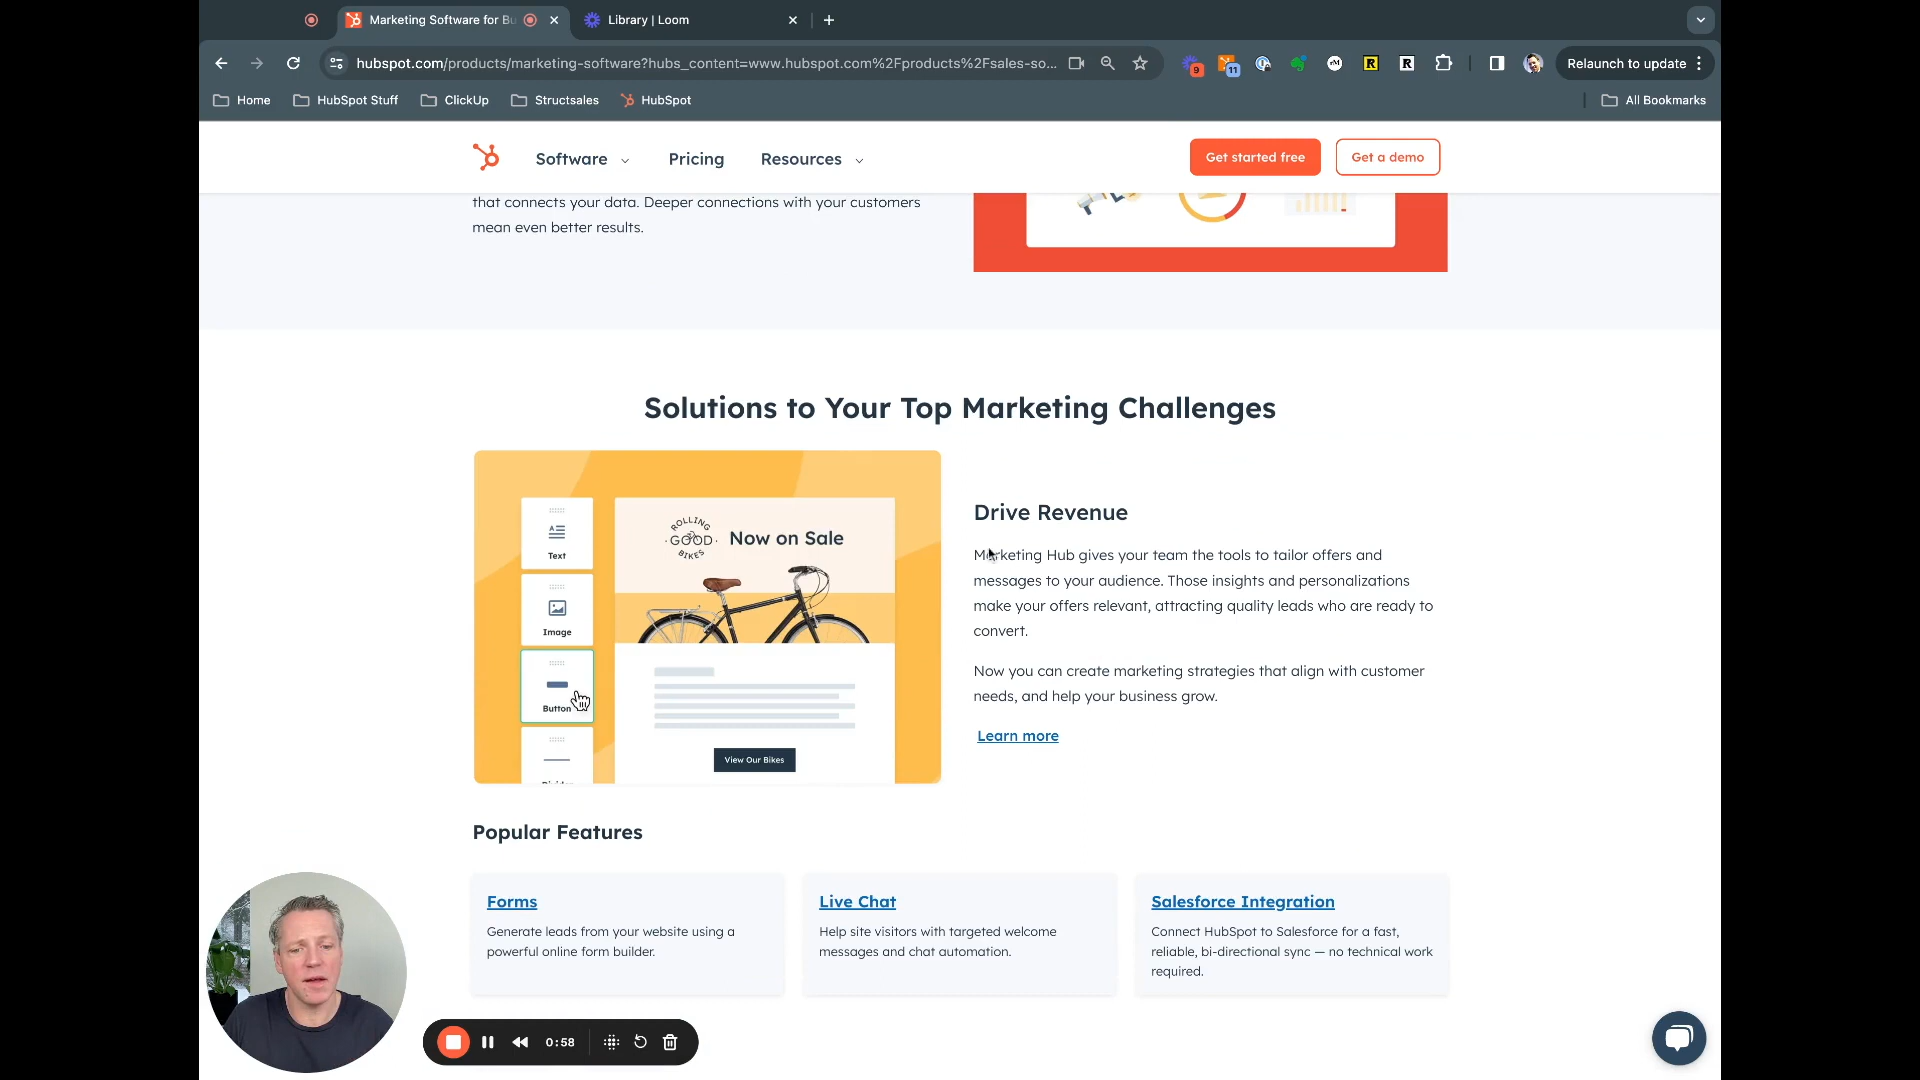 Marketing Software for Bu
Library | Loom
hubspot.com/products/marketing-software?hubs_content=www.hubspot.com%2Fproducts%2Fsales-so...
9
11
rM
R
R
Relaunch to update
Home
HubSpot Stuff
ClickUp
Structsales
HubSpot
All Bookmarks
Software
Pricing
Resources
Get started free
Get a demo
that connects your data. Deeper connections with your customers
mean even better results.
Solutions to Your Top Marketing Challenges
Text
Image
Button
ROLLING
GOOD
BIKES
Now on Sale
View Our Bikes
Drive Revenue
Marketing Hub gives your team the tools to tailor offers and
messages to your audience. Those insights and personalizations
make your offers relevant, attracting quality leads who are ready to
convert.
Now you can create marketing strategies that align with customer
needs, and help your business grow.
Learn more
Popular Features
Forms
Generate leads from your website using a
powerful online form builder.
Live Chat
Help site visitors with targeted welcome
messages and chat automation.
Salesforce Integration
Connect HubSpot to Salesforce for a fast,
reliable, bi-directional sync — no technical work
required.
0:58